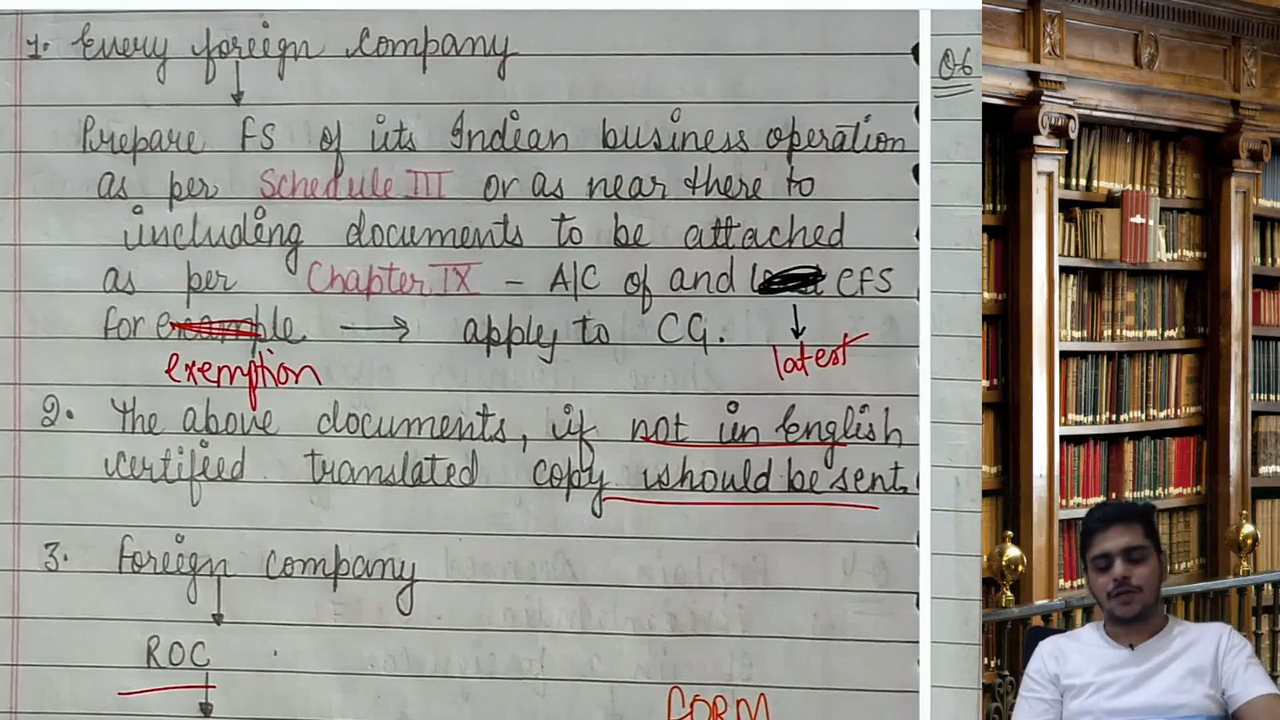 1. Every foreign company
Prepare FS of its Indian business operation
as per Schedule III or as near there to
including documents to be attached
as per Chapter IX - A/C of and CFS
for → apply to CG.
latest
exemption
2. The above documents, if not in English
certified translated copy should be sent.
3. Foreign company
ROC
FORM
Q6